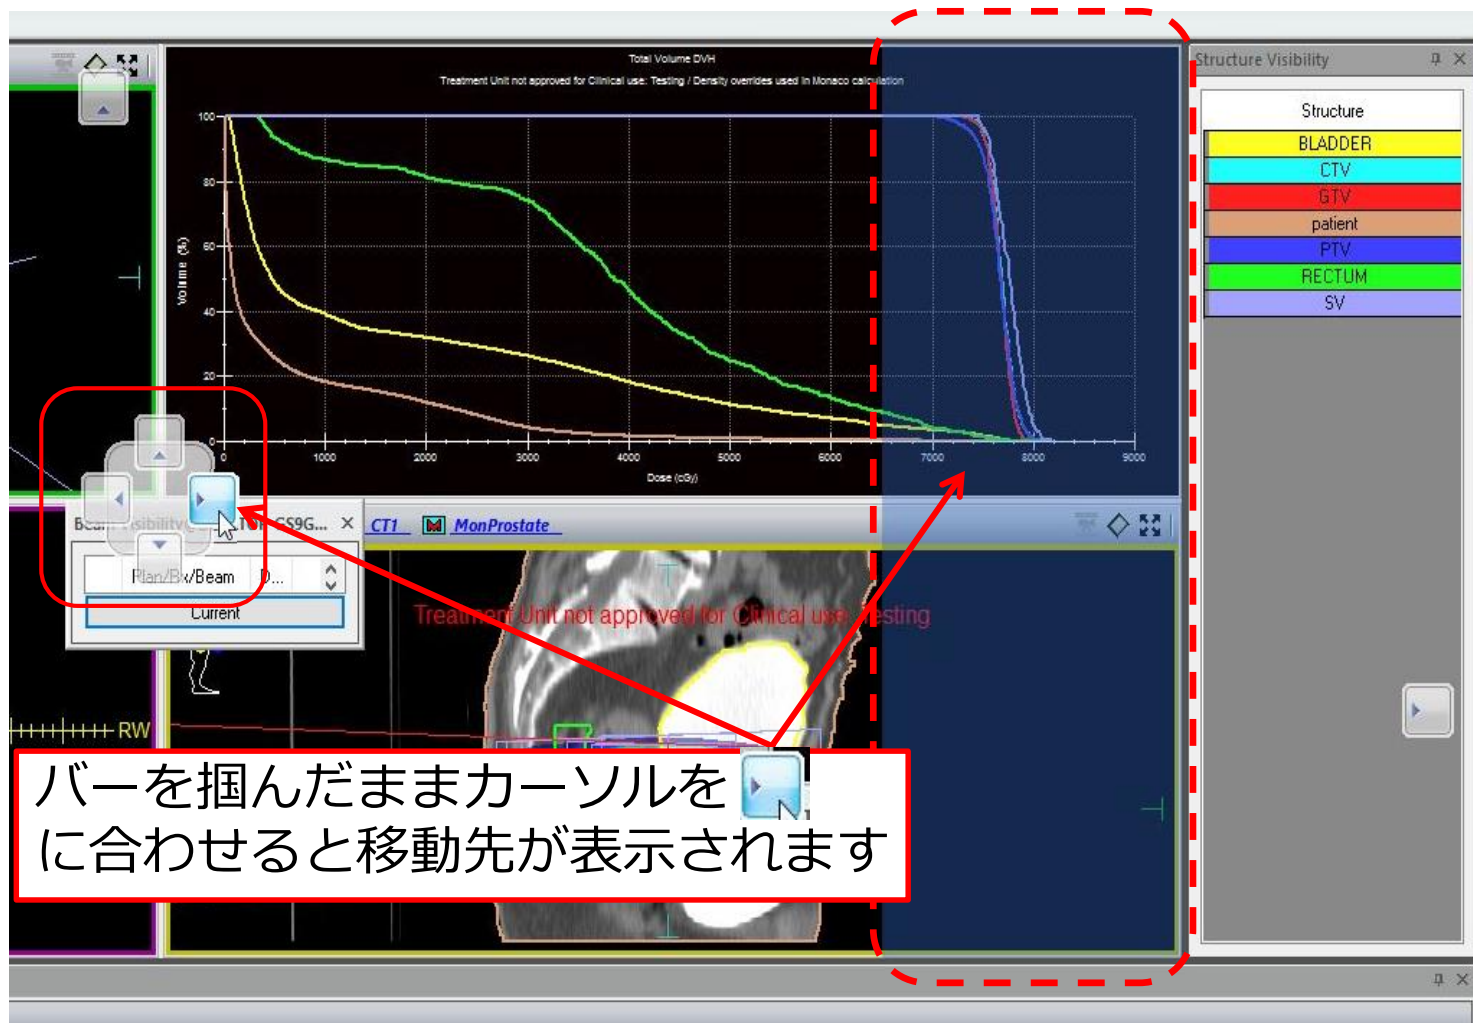 Total Volume DVH
Treatment Unit not approved for Clinical use: Testing / Density overrides used in Monaco calculation
Structure Visibility
Structure
BLADDER
CTV
GTV
patient
PTV
RECTUM
SV
Volume (%)
100
80
60
40
20
0
0 1000 2000 3000 4000 5000 6000 7000 8000 9000
Dose (cGy)
CT1 MonProstate
Plan/Bx/Beam D...
Current
Treatment Unit not approved for Clinical use: Testing
RW
バーを掴んだままカーソルを
に合わせると移動先が表示されます